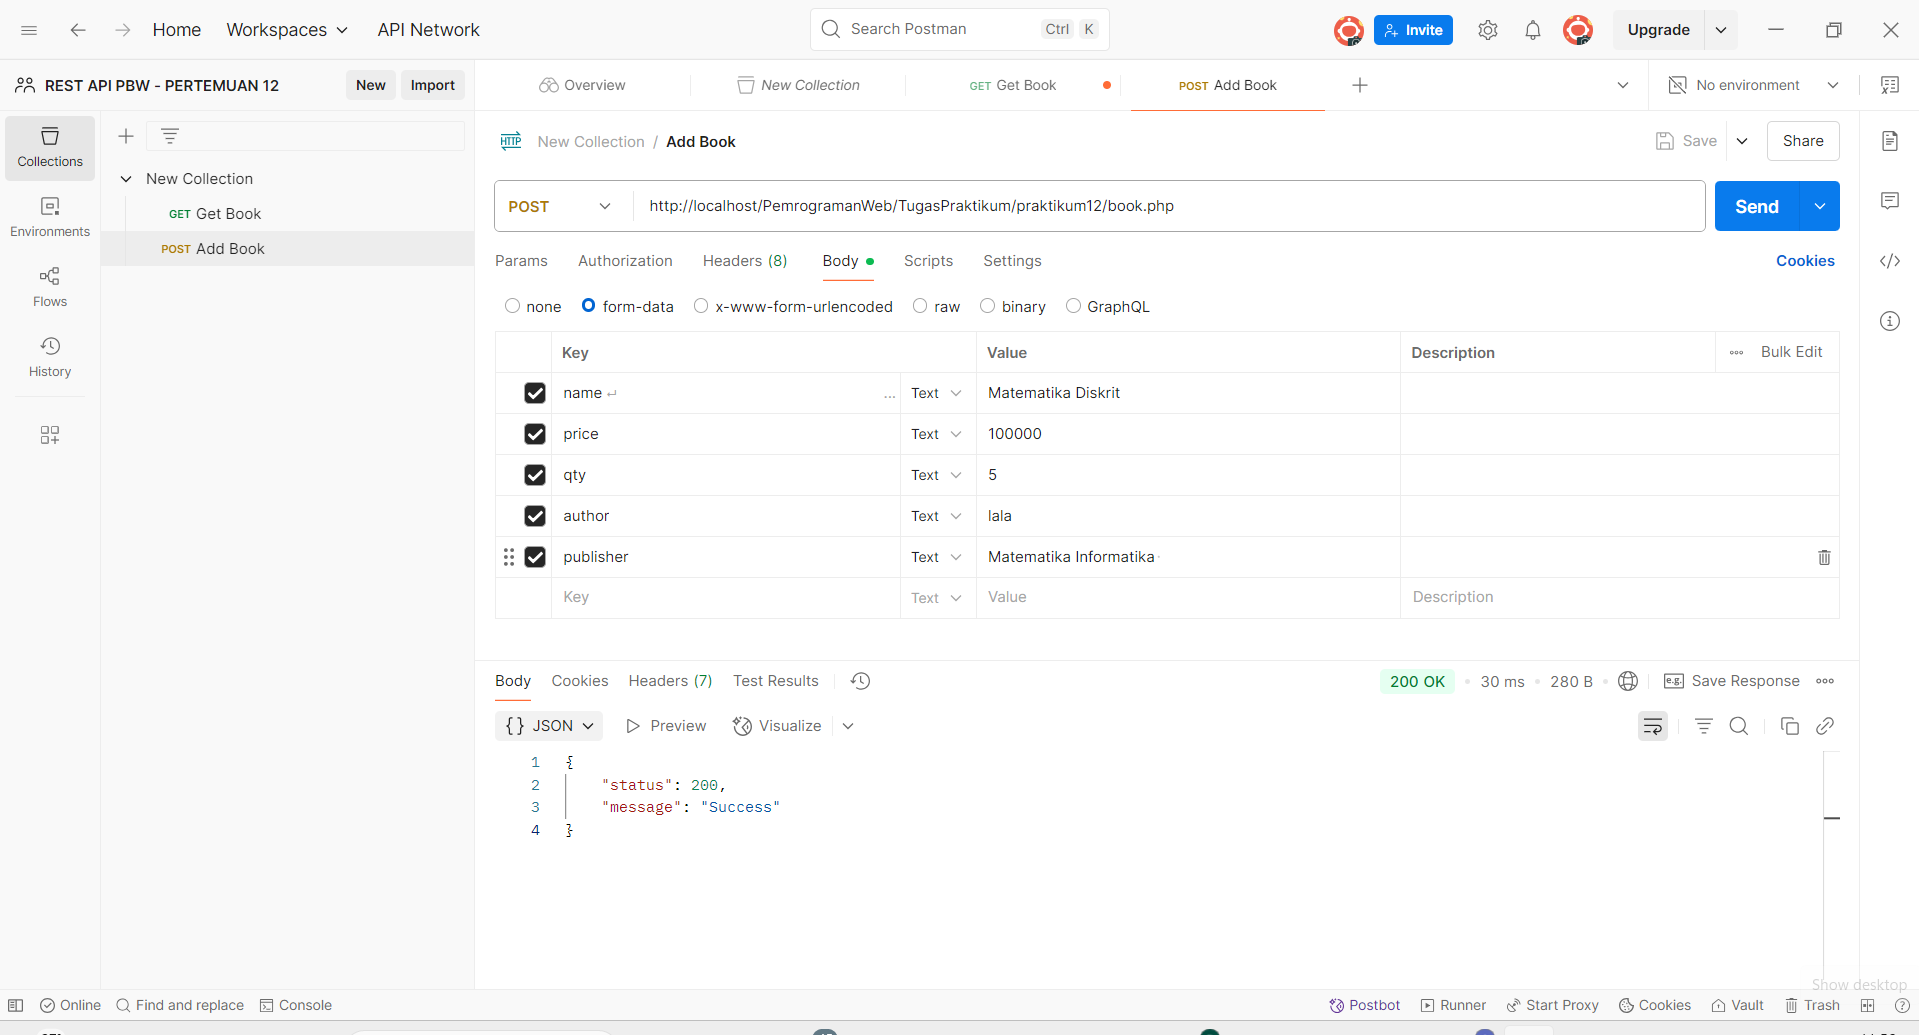 Home Workspaces API Network Search Postman Ctrl K Invite Upgrade
REST API PBW - PERTEMUAN 12 New Import Overview New Collection GET Get Book POST Add Book No environment
Collections
Environments
Flows
History
New Collection
GET Get Book
POST Add Book
HTTP New Collection / Add Book Save Share
POST http://localhost/PemrogramanWeb/TugasPraktikum/praktikum12/book.php Send
Params Authorization Headers (8) Body Scripts Settings Cookies
none form-data x-www-form-urlencoded raw binary GraphQL
Key Value Description Bulk Edit
name ↵ ... Text Matematika Diskrit
price Text 100000
qty Text 5
author Text lala
publisher Text Matematika Informatika
Key Text Value Description
Body Cookies Headers (7) Test Results 200 OK • 30 ms • 280 B • e.g. Save Response
{} JSON Preview Visualize
1 {
2 "status": 200,
3 "message": "Success"
4 }
Show desktop
Online Find and replace Console Postbot Runner Start Proxy Cookies Vault Trash